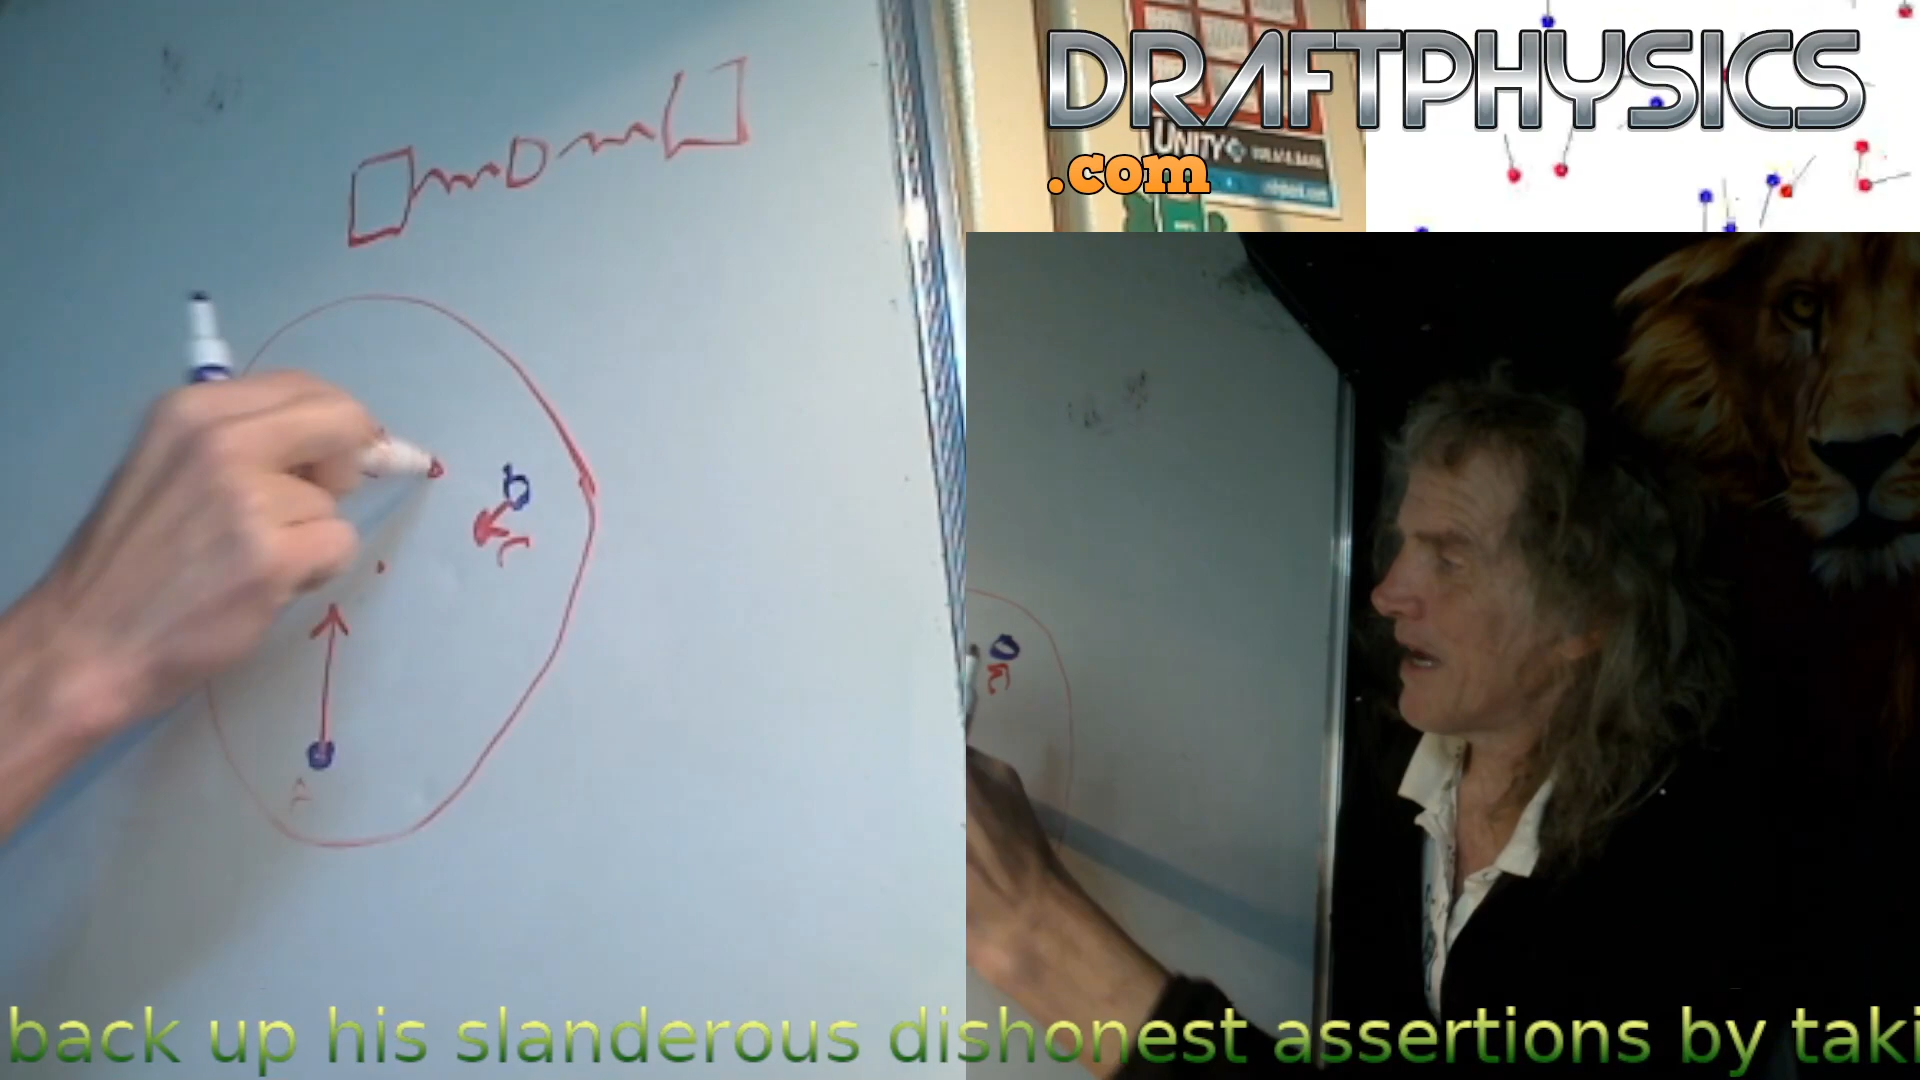 DRAFTPHYSICS
.com
UNITY
A
b
back up his slanderous dishonest assertions by taki